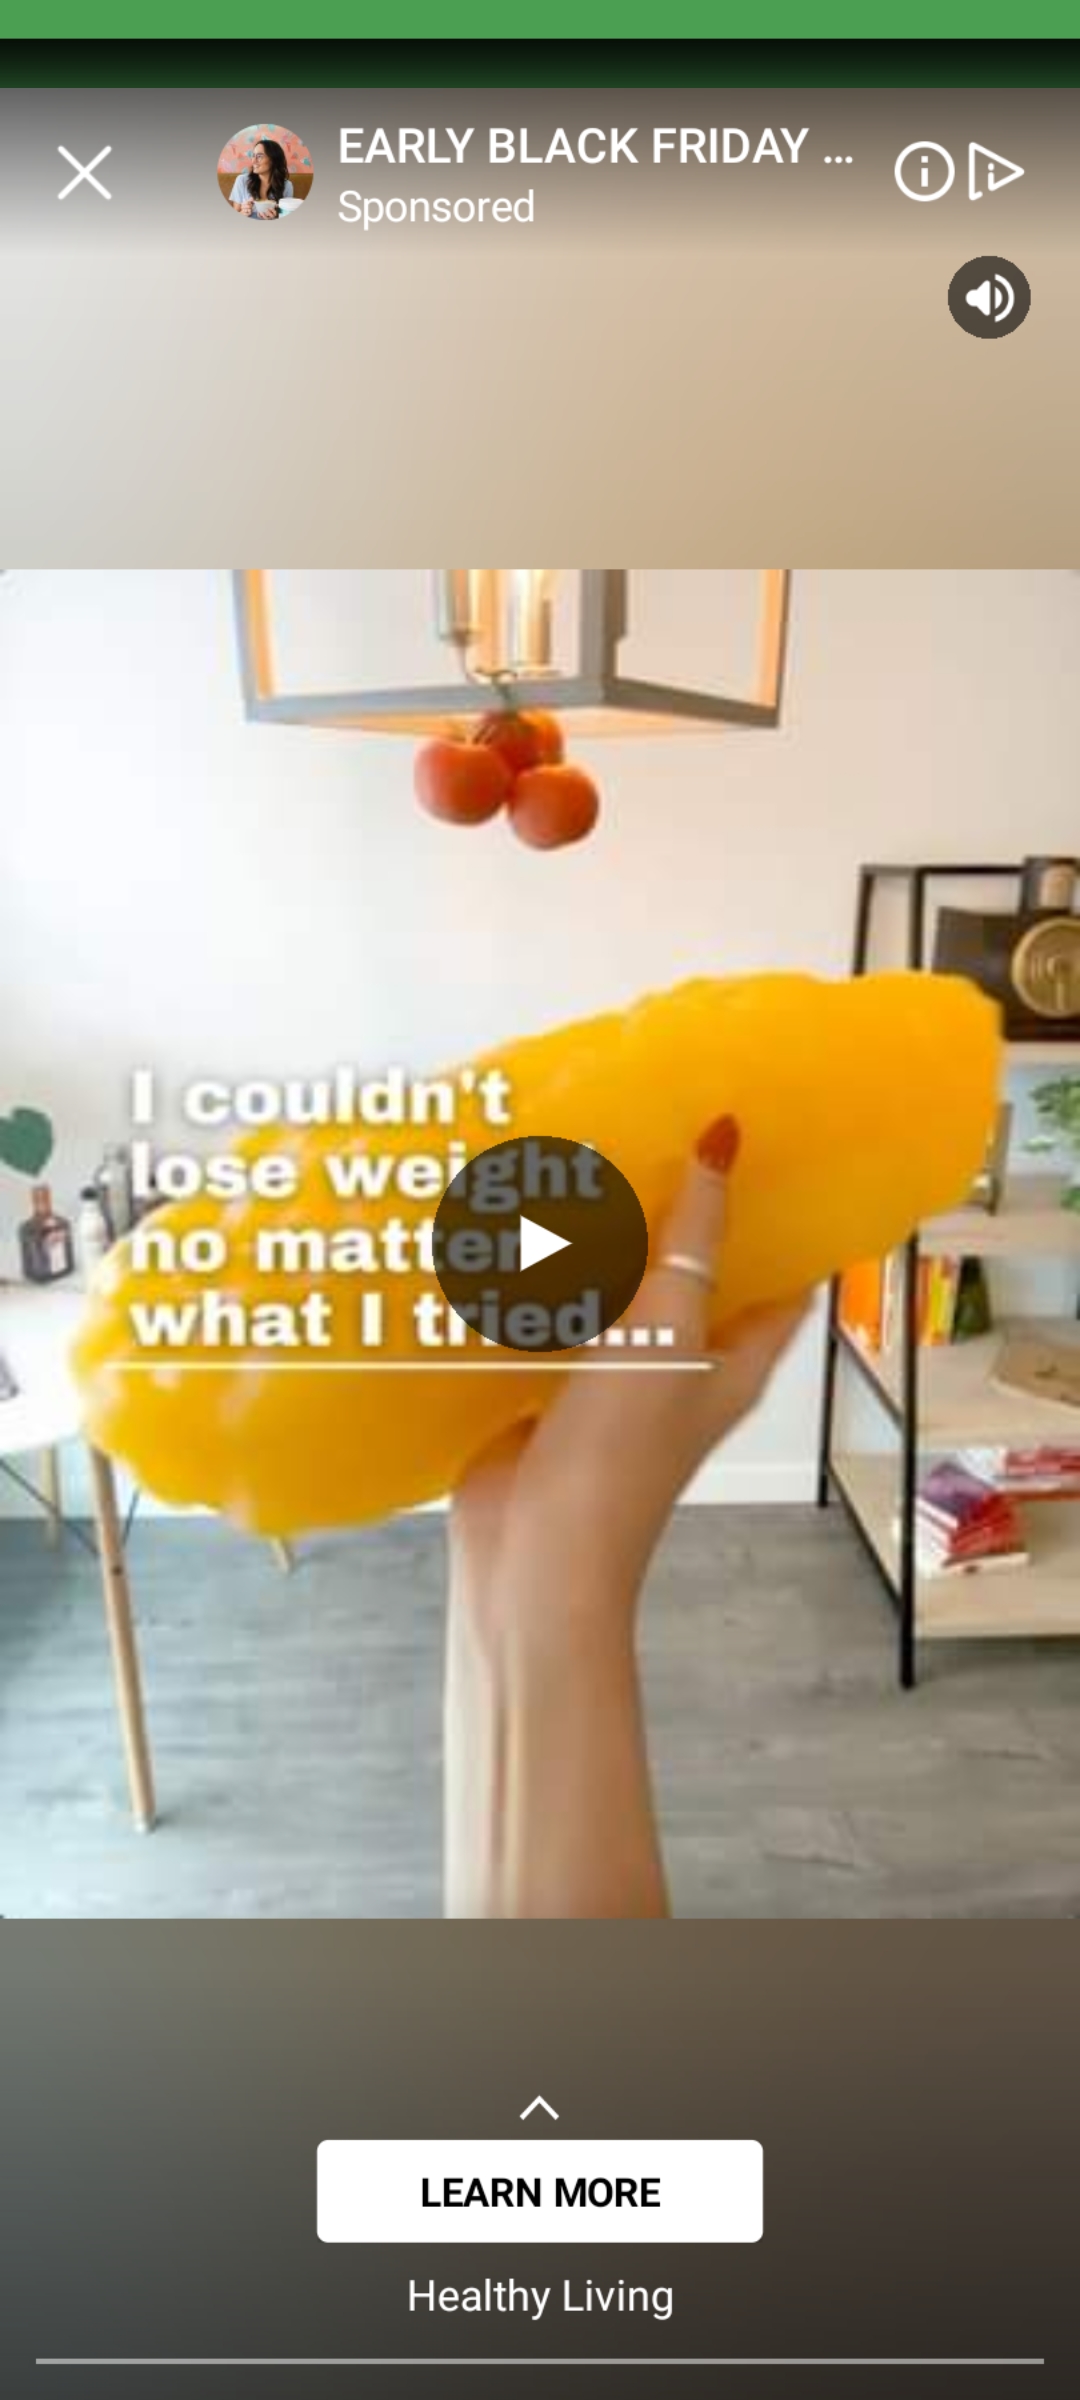 EARLY BLACK FRIDAY ...
Sponsored
I couldn't
lose weight
no matter
what I tried...
LEARN MORE
Healthy Living